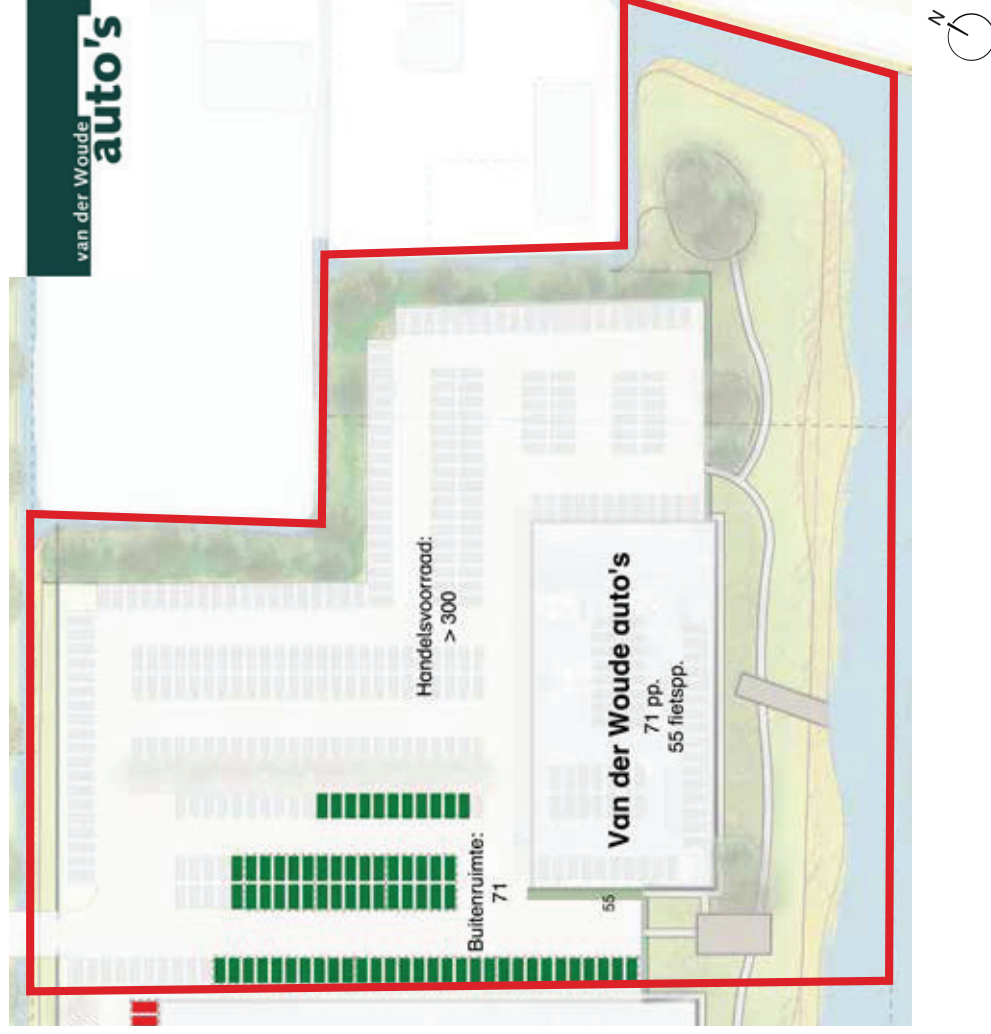 van der Woude
auto's
N
Handelsvoorraad:
> 300
Van der Woude auto's
71 pp.
55 fietspp.
Buitenruimte:
71
55